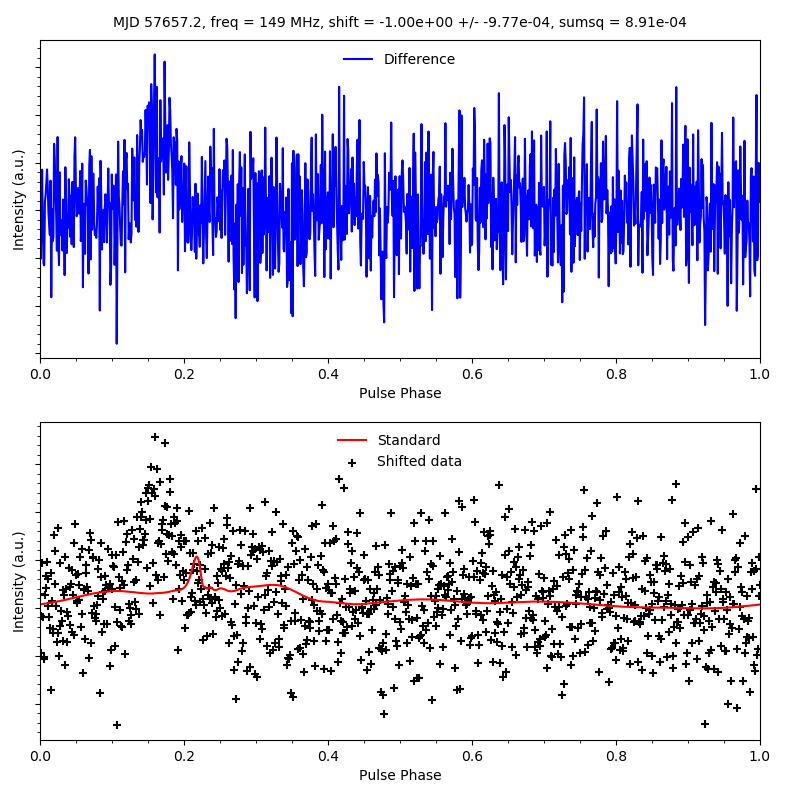 MJD 57657.2, freq = 149 MHz, shift = -1.00e+00 +/- -9.77e-04, sumsq = 8.91e-04
Difference
Intensity (a.u.)
0.0 0.2 0.4 0.6 0.8 1.0
Pulse Phase
Standard
Shifted data
Intensity (a.u.)
0.0 0.2 0.4 0.6 0.8 1.0
Pulse Phase